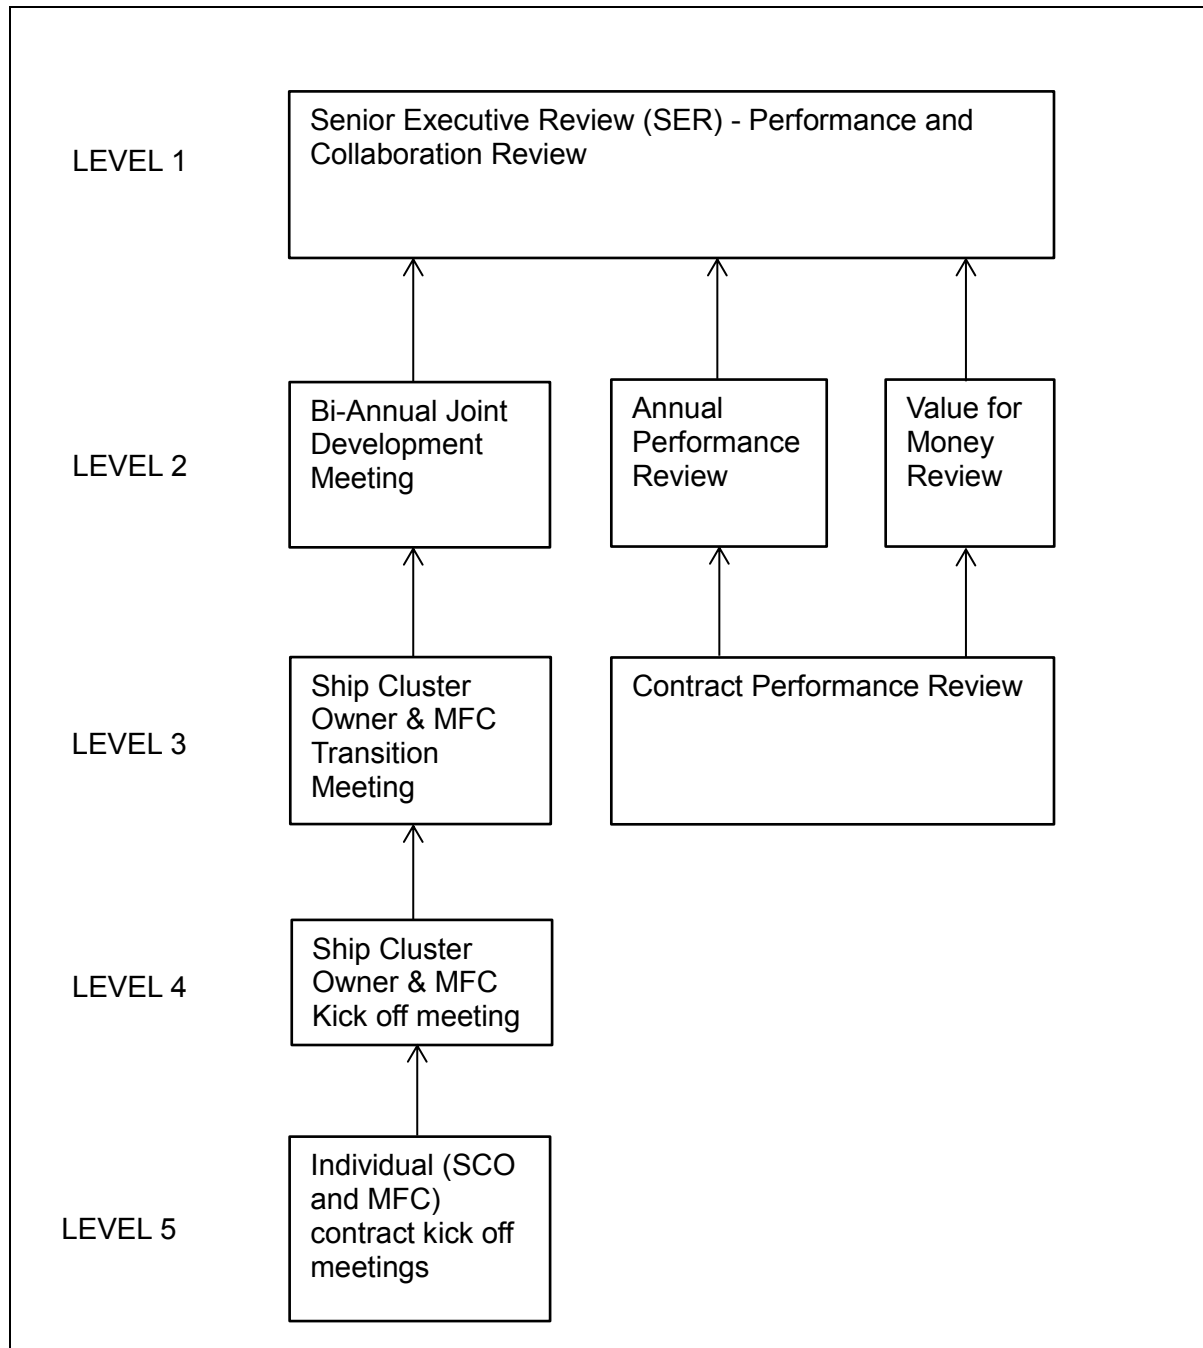 LEVEL 1
Senior Executive Review (SER) - Performance and
Collaboration Review
LEVEL 2
Bi-Annual Joint
Development
Meeting
Annual
Performance
Review
Value for
Money
Review
LEVEL 3
Ship Cluster
Owner & MFC
Transition
Meeting
Contract Performance Review
LEVEL 4
Ship Cluster
Owner & MFC
Kick off meeting
LEVEL 5
Individual (SCO
and MFC)
contract kick off
meetings